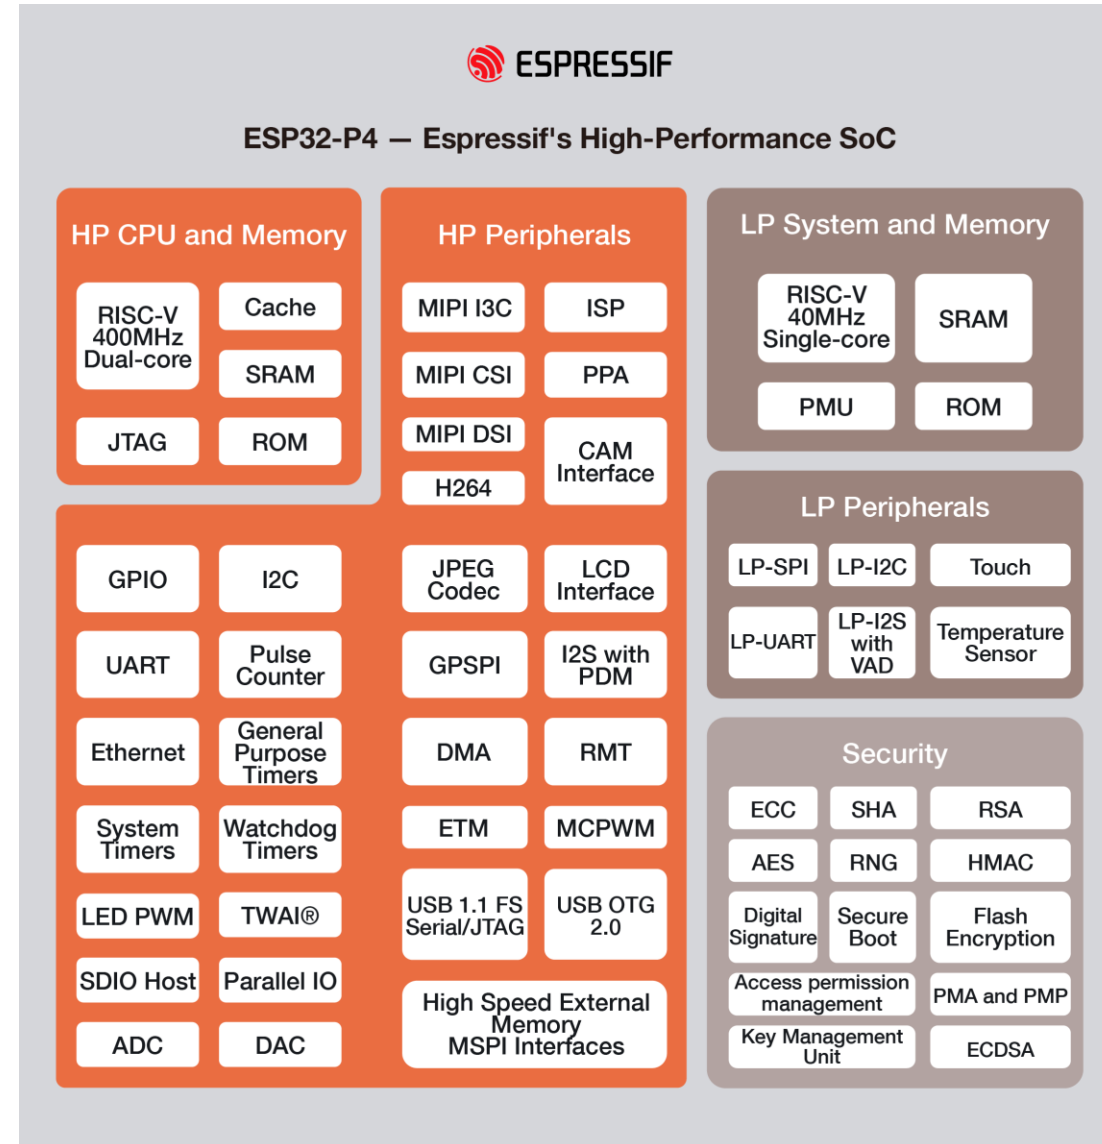 ESPRESSIF
ESP32-P4 — Espressif's High-Performance SoC
HP CPU and Memory
RISC-V
400MHz
Dual-core
Cache
SRAM
JTAG
ROM
HP Peripherals
MIPI I3C
ISP
MIPI CSI
PPA
MIPI DSI
CAM
Interface
H264
GPIO
I2C
JPEG
Codec
LCD
Interface
UART
Pulse
Counter
GPSPI
I2S with
PDM
Ethernet
General
Purpose
Timers
DMA
RMT
System
Timers
Watchdog
Timers
ETM
MCPWM
LED PWM
TWAI®
USB 1.1 FS
Serial/JTAG
USB OTG
2.0
SDIO Host
Parallel IO
High Speed External
Memory
MSPI Interfaces
ADC
DAC
LP System and Memory
RISC-V
40MHz
Single-core
SRAM
PMU
ROM
LP Peripherals
LP-SPI
LP-I2C
Touch
LP-UART
LP-I2S
with
VAD
Temperature
Sensor
Security
ECC
SHA
RSA
AES
RNG
HMAC
Digital
Signature
Secure
Boot
Flash
Encryption
Access permission
management
PMA and PMP
Key Management
Unit
ECDSA